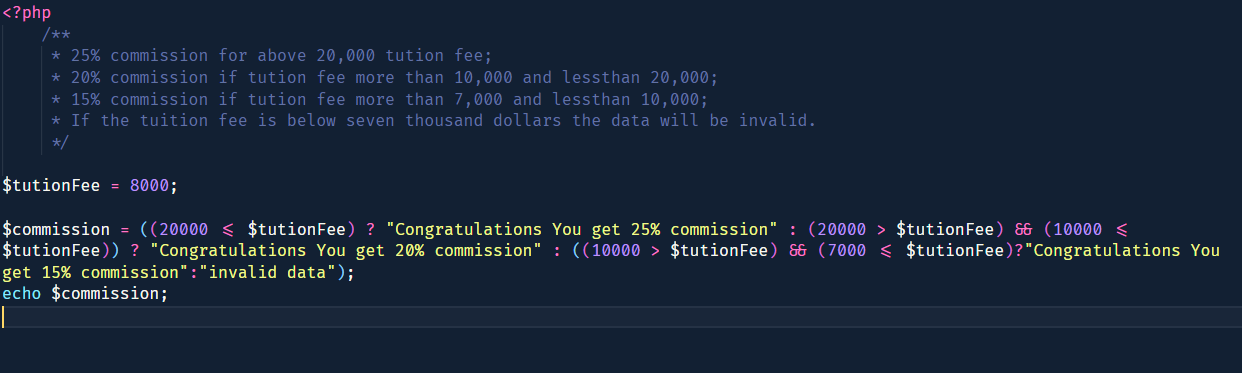 <?php
/**
* 25% commission for above 20,000 tution fee;
* 20% commission if tution fee more than 10,000 and lessthan 20,000;
* 15% commission if tution fee more than 7,000 and lessthan 10,000;
* If the tuition fee is below seven thousand dollars the data will be invalid.
*/
$tutionFee = 8000;
$commission = ((20000 <= $tutionFee) ? "Congratulations You get 25% commission" : (20000 > $tutionFee) && (10000 <=
$tutionFee)) ? "Congratulations You get 20% commission" : ((10000 > $tutionFee) && (7000 <= $tutionFee)?"Congratulations You
get 15% commission":"invalid data");
echo $commission;